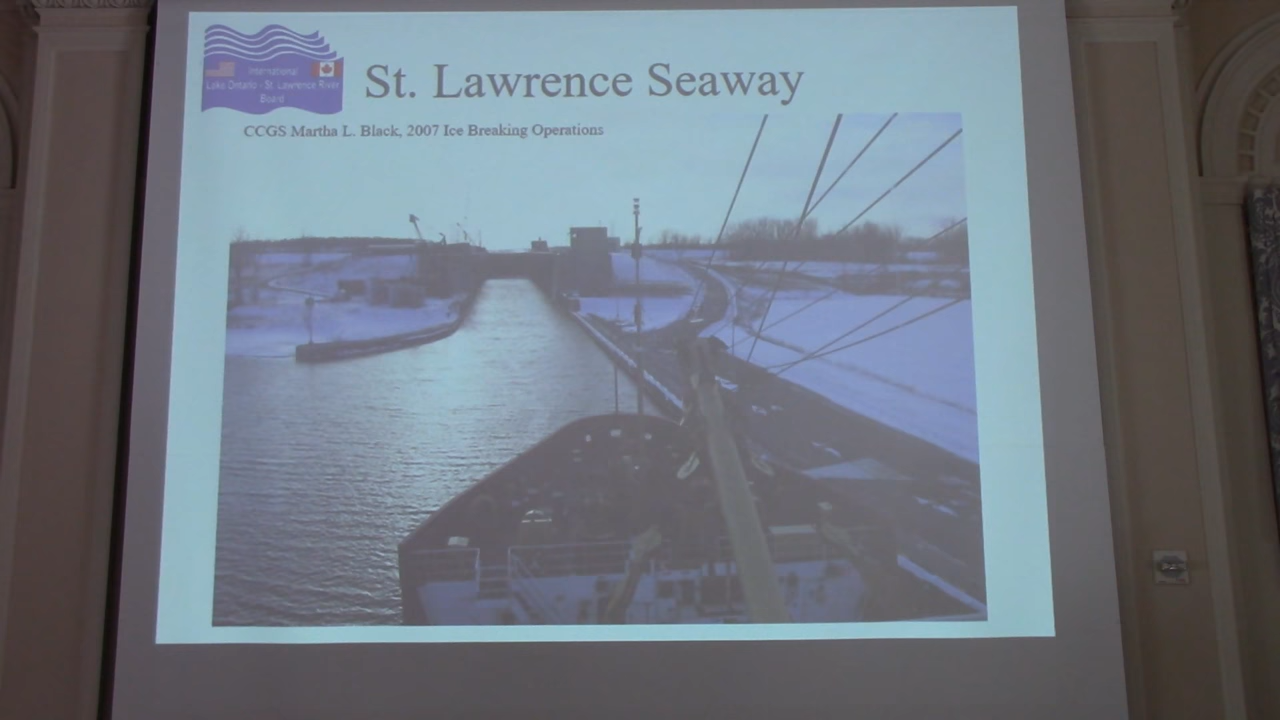 International
Lake Ontario - St. Lawrence River
Board
St. Lawrence Seaway
CCGS Martha L. Black, 2007 Ice Breaking Operations